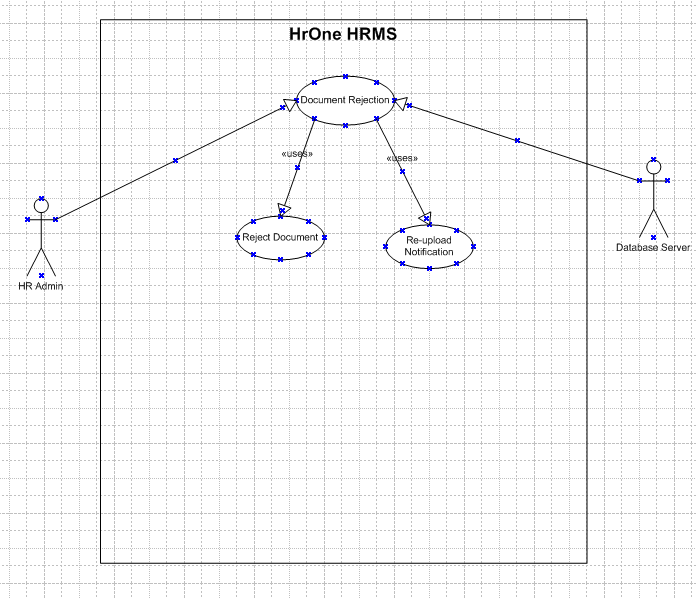 HrOne HRMS
Document Rejection
«uses»
«uses»
Reject Document
Re-upload
Notification
HR Admin
Database Server